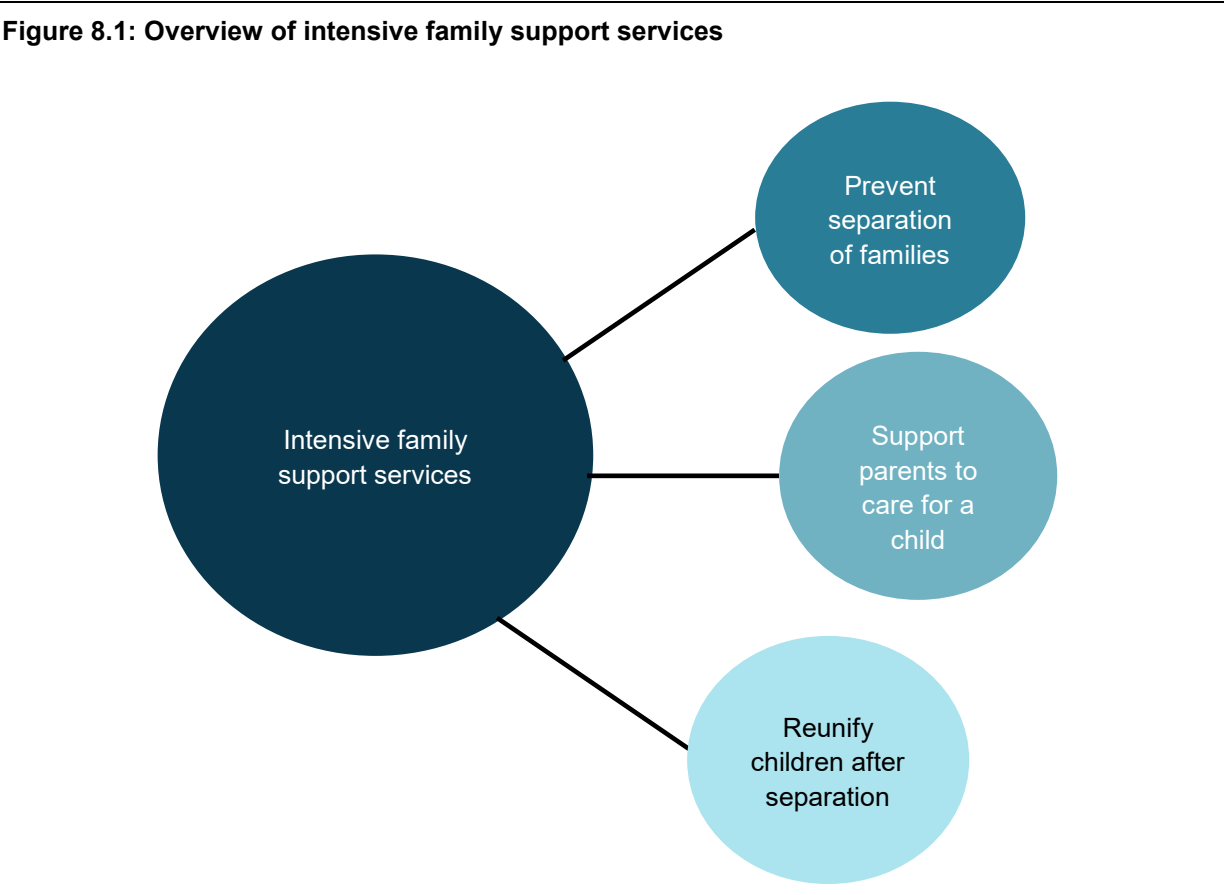 Figure 8.1: Overview of intensive family support services
Prevent
separation
of families
Intensive family
support services
Support
parents to
care for a
child
Reunify
children after
separation